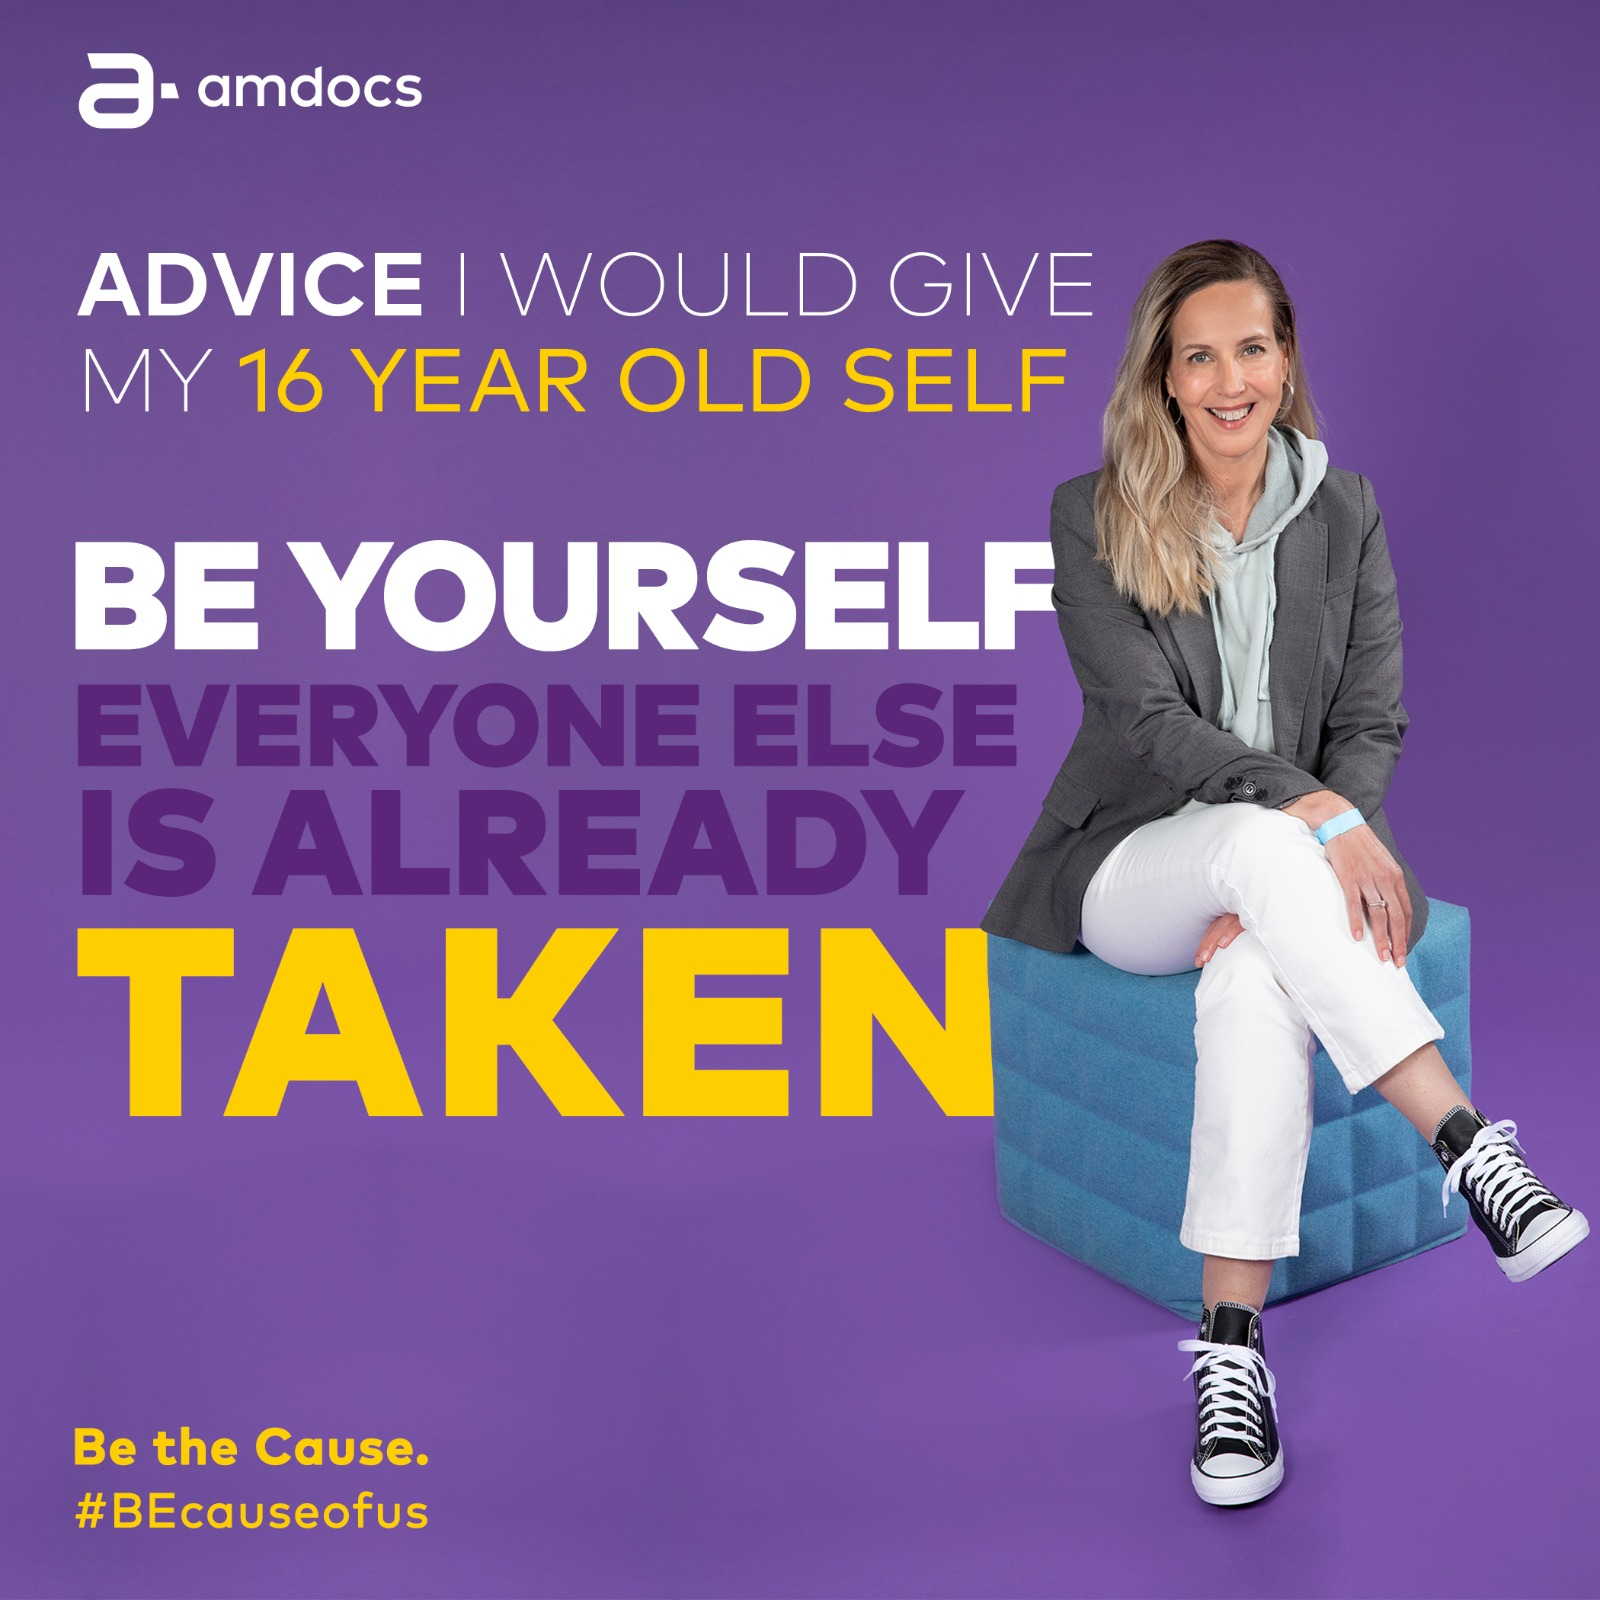 a amdocs
ADVICE I WOULD GIVE
MY 16 YEAR OLD SELF
BE YOURSELF
EVERYONE ELSE
IS ALREADY
TAKEN
Be the Cause.
#BEcauseofus